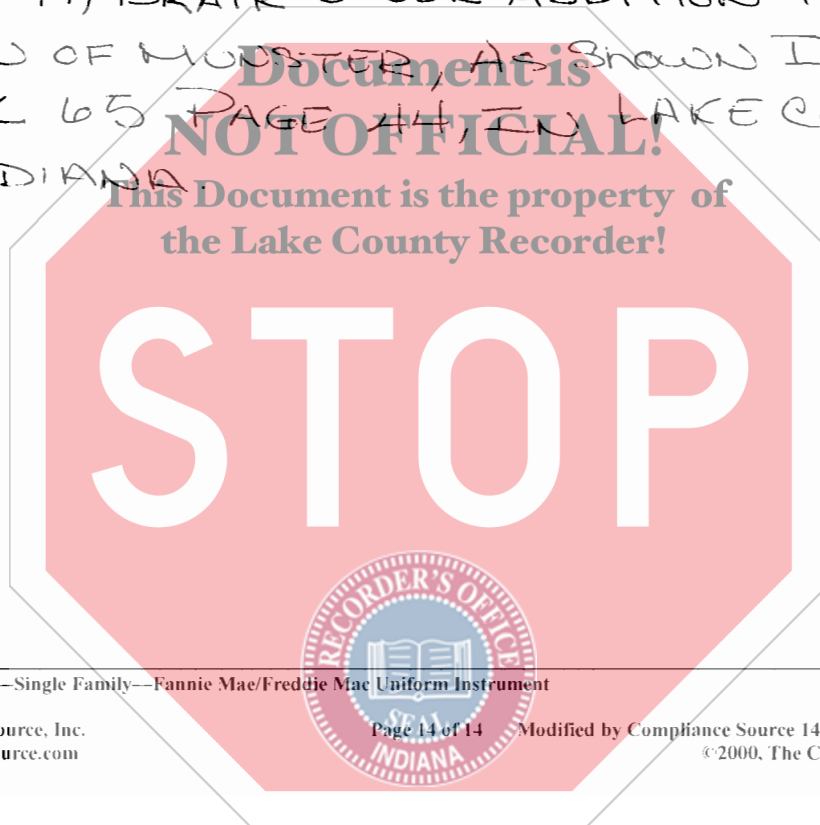 ADDITION
OF MUNSTER, AS SHOWN
65 PAGE 44, IN LAKE
DIANA.
Document is
NOT OFFICIAL!
This Document is the property of
the Lake County Recorder!
STOP
RECORDER'S OFFICE
SEAL
INDIANA
—Single Family—Fannie Mae/Freddie Mac Uniform Instrument
ource, Inc. Page 14 of 14 Modified by Compliance Source 14
urce.com ©2000, The C